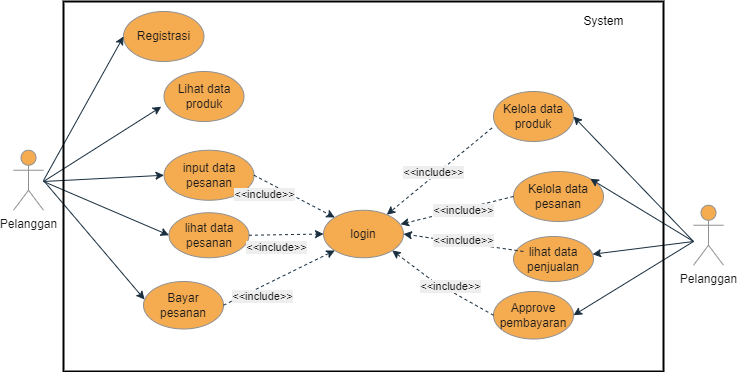 System
Registrasi
Lihat data
produk
input data
pesanan
lihat data
pesanan
Bayar
pesanan
Pelanggan
<<include>>
<<include>>
<<include>>
login
<<include>>
<<include>>
<<include>>
<<include>>
Kelola data
produk
Kelola data
pesanan
lihat data
penjualan
Approve
pembayaran
Pelanggan